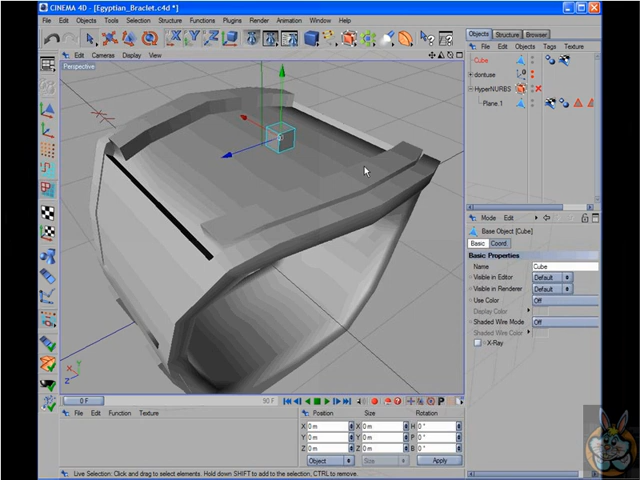 CINEMA 4D - [Egyptian_Braclet.c4d *]
File Edit Objects Tools Selection Structure Functions Plugins Render Animation Window Help
Edit Cameras Display View
Perspective
Objects Structure Browser
File Edit Objects Tags Texture
Cube
dontuse
HyperNURBS
Plane.1
Mode Edit
Base Object [Cube]
Basic Coord.
Basic Properties
Name Cube
Visible in Editor Default
Visible in Renderer Default
Use Color Off
Display Color
Shaded Wire Mode Off
Shaded Wire Color
X-Ray
0 F 90 F
File Edit Function Texture
Position Size Rotation
X 0 m X 0 m H 0 °
Y 0 m Y 0 m P 0 °
Z 0 m Z 0 m B 0 °
Object Size Apply
Live Selection: Click and drag to select elements. Hold down SHIFT to add to the selection, CTRL to remove.